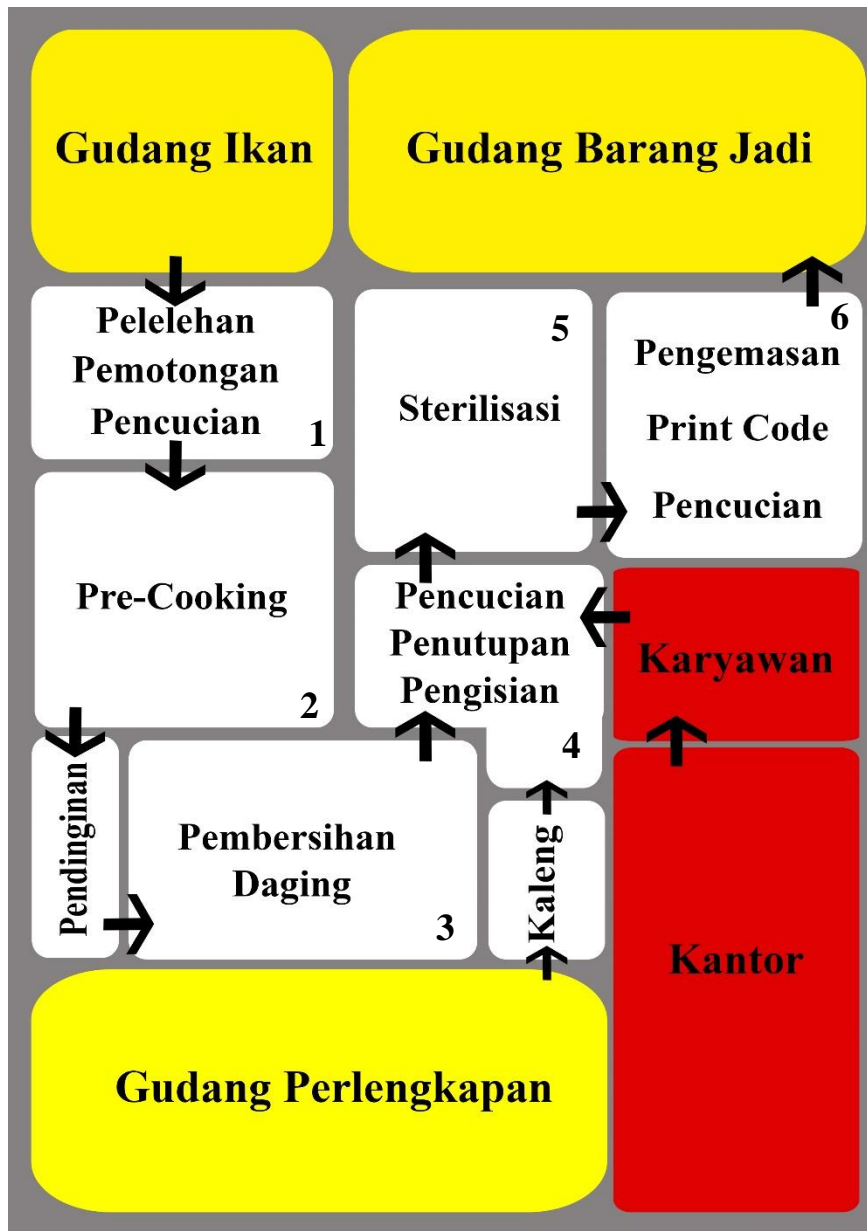 Gudang Ikan
Gudang Barang Jadi
Pelelehan
Pemotongan
Pencucian
1
5
Sterilisasi
6
Pengemasan
Print Code
Pencucian
Pre-Cooking
2
Pencucian
Penutupan
Pengisian
4
Karyawan
Pendinginan
Pembersihan
Daging
3
Kaleng
Kantor
Gudang Perlengkapan